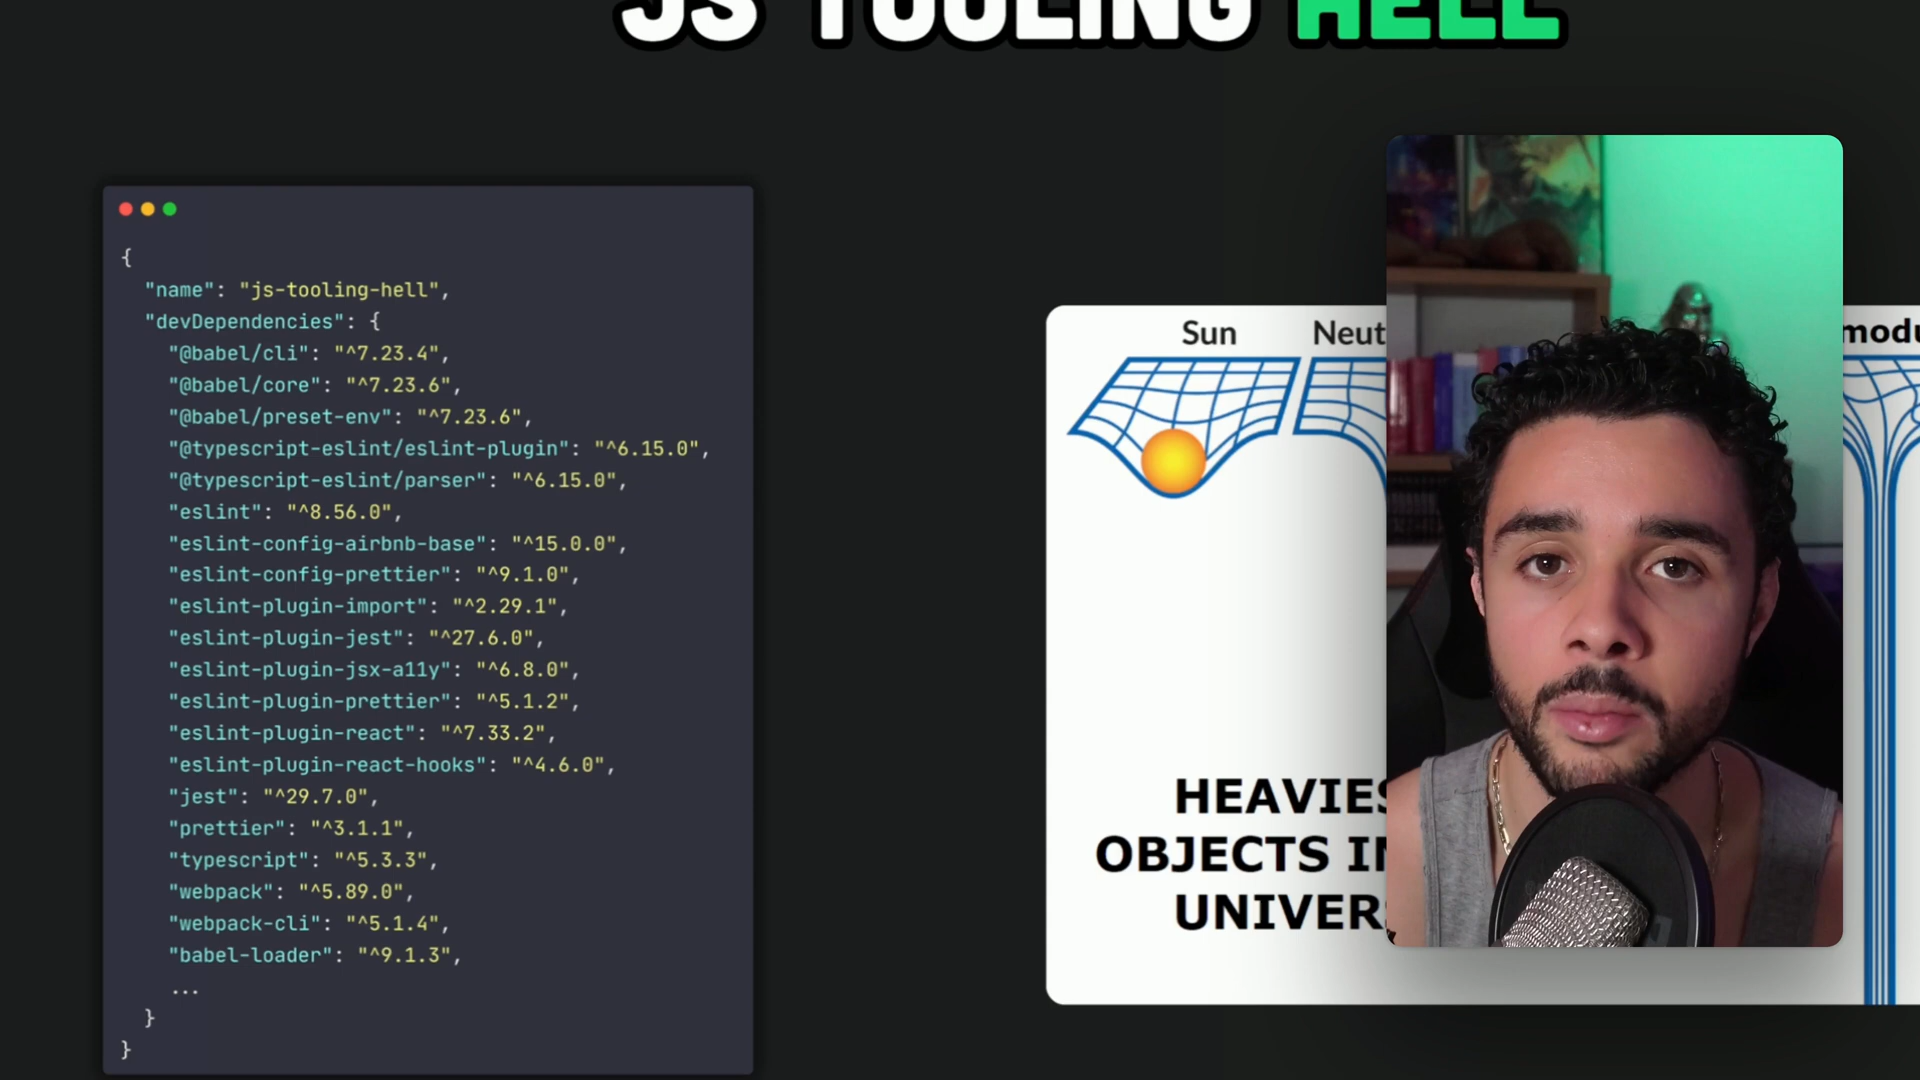 JS TOOLING HELL
{
"name": "js-tooling-hell",
"devDependencies": {
"@babel/cli": "^7.23.4",
"@babel/core": "^7.23.6",
"@babel/preset-env": "^7.23.6",
"@typescript-eslint/eslint-plugin": "^6.15.0",
"@typescript-eslint/parser": "^6.15.0",
"eslint": "^8.56.0",
"eslint-config-airbnb-base": "^15.0.0",
"eslint-config-prettier": "^9.1.0",
"eslint-plugin-import": "^2.29.1",
"eslint-plugin-jest": "^27.6.0",
"eslint-plugin-jsx-a11y": "^6.8.0",
"eslint-plugin-prettier": "^5.1.2",
"eslint-plugin-react": "^7.33.2",
"eslint-plugin-react-hooks": "^4.6.0",
"jest": "^29.7.0",
"prettier": "^3.1.1",
"typescript": "^5.3.3",
"webpack": "^5.89.0",
"webpack-cli": "^5.1.4",
"babel-loader": "^9.1.3",
...
}
}
Sun
Neut
modu
HEAVIES
OBJECTS IN
UNIVERS